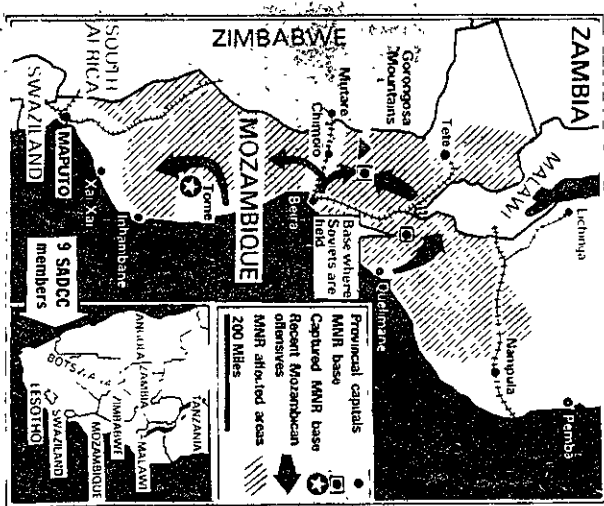 ZAMBIA
ZIMBABWE
MALAWI
Lichinga
Pemba
Nampula
Tete
Gorongosa
Mountains
Mutare
Chimoro
Beira
Base where
Soviets are
held
Quelimane
MOZAMBIQUE
Tome
SOUTH
AFRICA
SWAZILAND
MAPUTO
Xai Xai
Inhambane
Provincial capitals
MNR base
Captured MNR base
Recent Mozambican
offensives
MNR affected areas
200 Miles
9 SADCC
members
TANZANIA
ANGOLA
ZAMBIA
MALAWI
ZIMBABWE
MOZAMBIQUE
BOTSWANA
SWAZILAND
LESOTHO